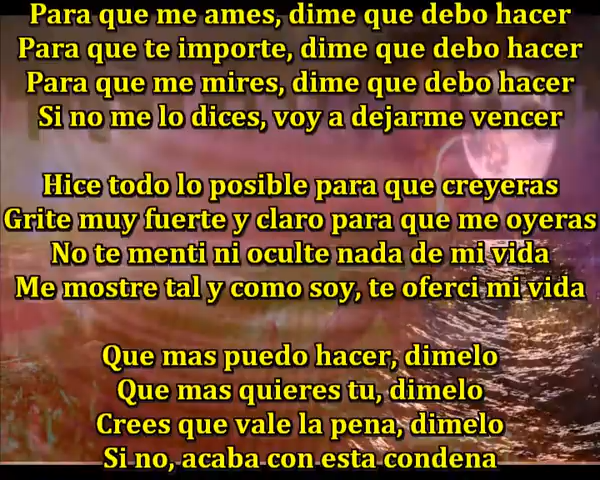 Para que me ames, dime que debo hacer
Para que te importe, dime que debo hacer
Para que me mires, dime que debo hacer
Si no me lo dices, voy a dejarme vencer
Hice todo lo posible para que creyeras
Grite muy fuerte y claro para que me oyeras
No te menti ni oculte nada de mi vida
Me mostre tal y como soy, te oferci mi vida
Que mas puedo hacer, dimelo
Que mas quieres tu, dimelo
Crees que vale la pena, dimelo
Si no, acaba con esta condena